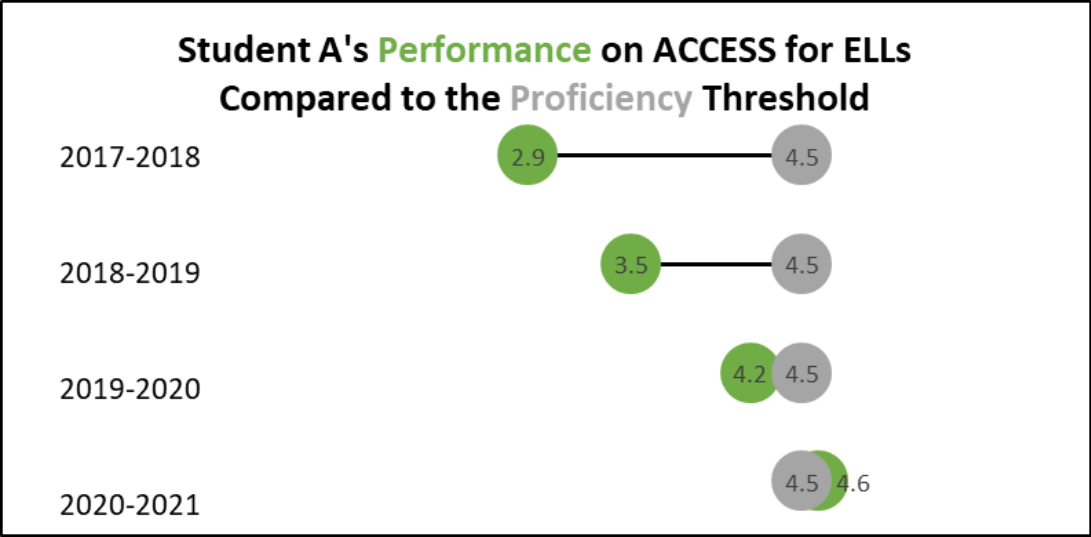 Student A's Performance on ACCESS for ELLs
Compared to the Proficiency Threshold
2017-2018 2.9 4.5
2018-2019 3.5 4.5
2019-2020 4.2 4.5
2020-2021 4.5 4.6